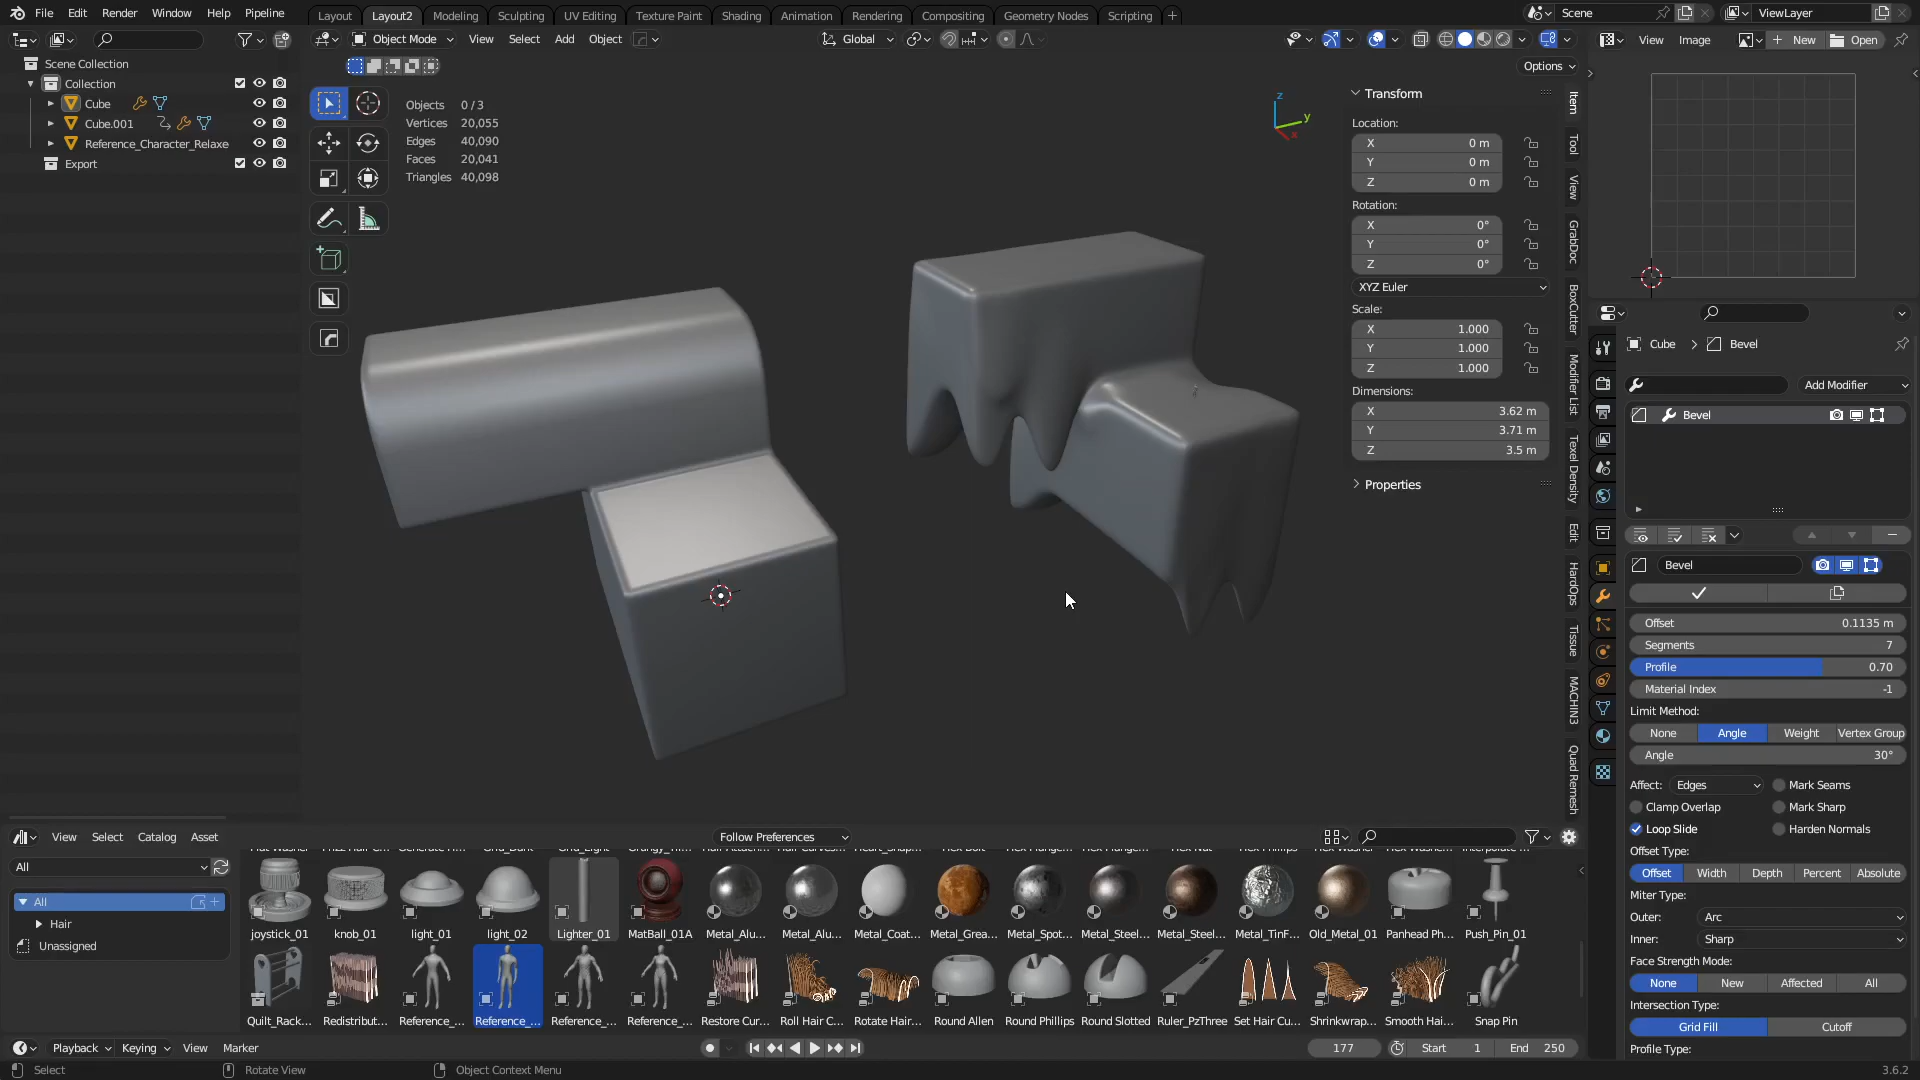 File Edit Render Window Help Pipeline
Layout Layout2 Modeling Sculpting UV Editing Texture Paint Shading Animation Rendering Compositing Geometry Nodes Scripting
Scene
ViewLayer
Object Mode View Select Add Object
Global
View Image New Open
Options
Scene Collection
Collection
Cube
Cube.001
Reference_Character_Relaxe
Export
Objects 0 / 3
Vertices 20,055
Edges 40,090
Faces 20,041
Triangles 40,098
z
y
x
Transform
Location:
X 0 m
Y 0 m
Z 0 m
Rotation:
X 0°
Y 0°
Z 0°
XYZ Euler
Scale:
X 1.000
Y 1.000
Z 1.000
Dimensions:
X 3.62 m
Y 3.71 m
Z 3.5 m
Properties
Item
Tool
View
GrabDoc
BoxCutter
Modifier List
Texel Density
Edit
HardOps
Tissue
MACHIN3
Quad Remesh
Cube Bevel
Add Modifier
Bevel
Bevel
Offset 0.1135 m
Segments 7
Profile 0.70
Material Index -1
Limit Method:
None Angle Weight Vertex Group
Angle 30°
Affect: Edges Mark Seams
Clamp Overlap Mark Sharp
Loop Slide Harden Normals
Offset Type:
Offset Width Depth Percent Absolute
Miter Type:
Outer: Arc
Inner: Sharp
Face Strength Mode:
None New Affected All
Intersection Type:
Grid Fill Cutoff
Profile Type:
View Select Catalog Asset
Follow Preferences
All
All
Hair
Unassigned
joystick_01 knob_01 light_01 light_02 Lighter_01 MatBall_01A Metal_Alu... Metal_Alu... Metal_Coat... Metal_Grea... Metal_Spot... Metal_Steel... Metal_Steel... Metal_TinF... Old_Metal_01 Panhead Ph... Push_Pin_01
Quilt_Rack... Redistribut... Reference_... Reference_... Reference_... Reference_... Restore Cur... Roll Hair C... Rotate Hair... Round Allen Round Phillips Round Slotted Ruler_PzThree Set Hair Cu... Shrinkwrap... Smooth Hai... Snap Pin
Playback Keying View Marker
177
Start 1
End 250
Select
Rotate View
Object Context Menu
3.6.2